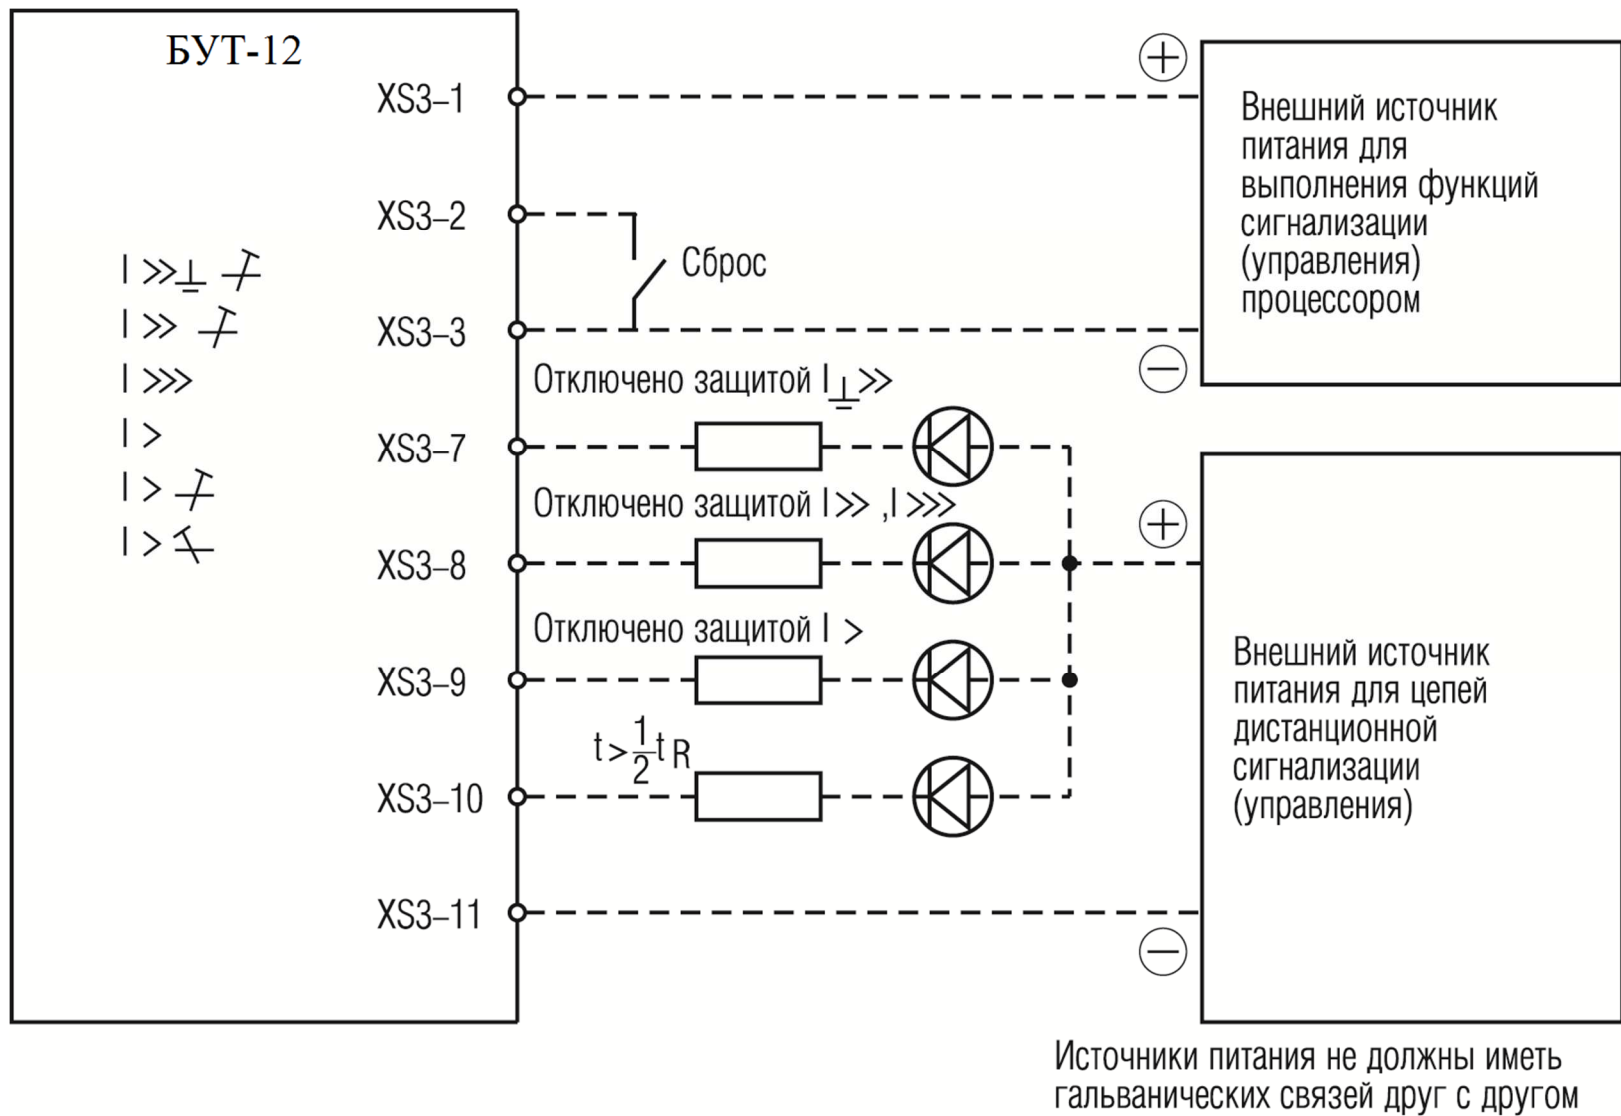 БУТ-12
XS3-1
XS3-2
XS3-3
XS3-7
XS3-8
XS3-9
XS3-10
XS3-11
I >>⏚
I >>
I >>>
I >
I >
I >
Сброс
Отключено защитой I⏚>>
Отключено защитой I>> ,I>>>
Отключено защитой I >
t>1/2 t R
+
Внешний источник
питания для
выполнения функций
сигнализации
(управления)
процессором
−
+
Внешний источник
питания для цепей
дистанционной
сигнализации
(управления)
−
Источники питания не должны иметь
гальванических связей друг с другом